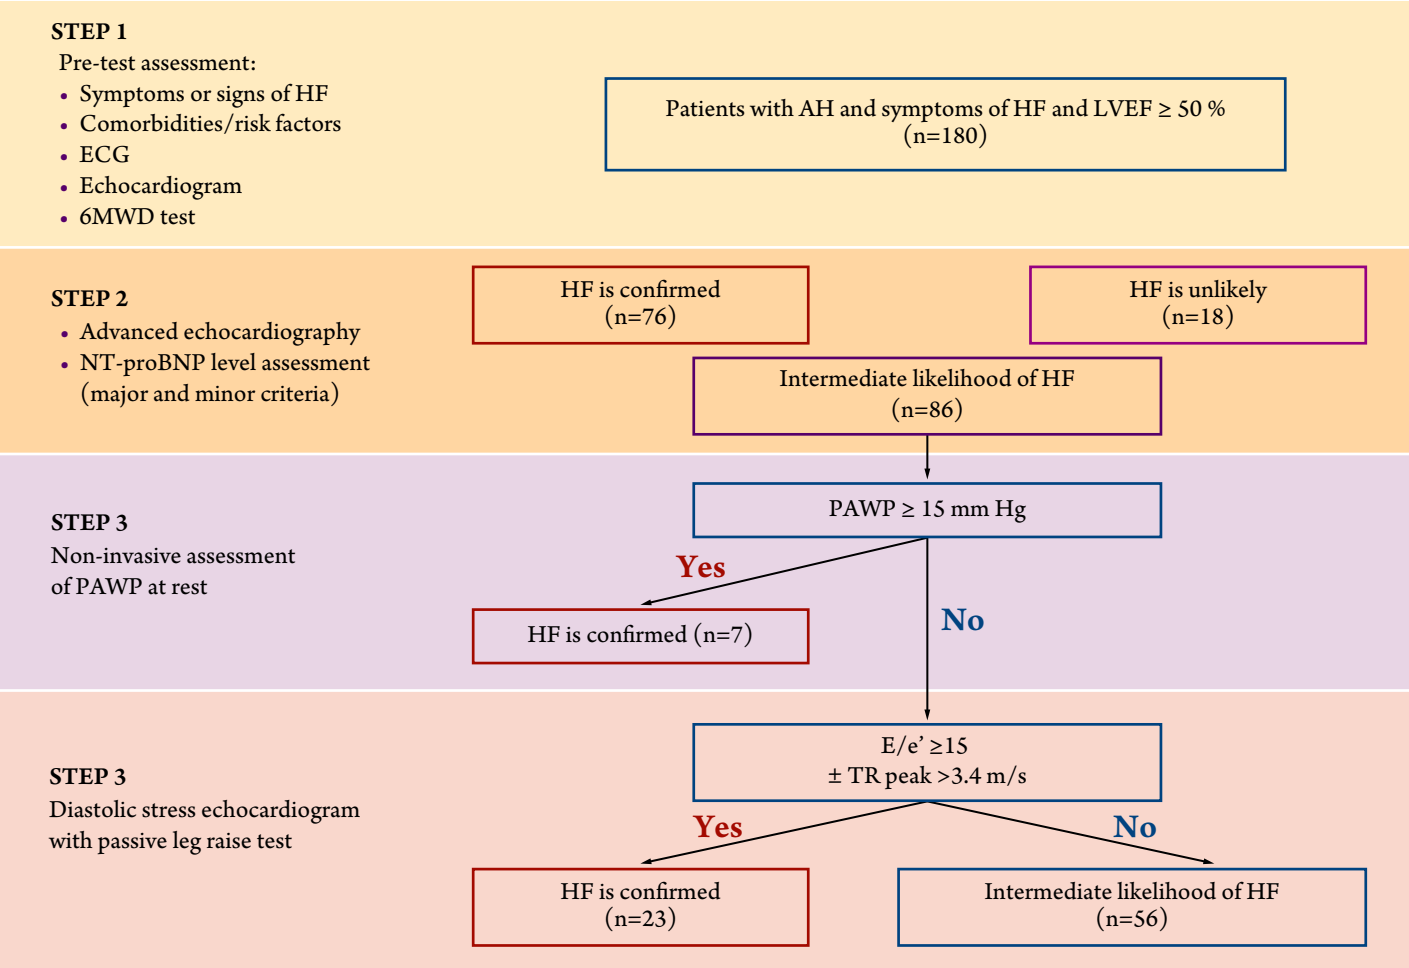 STEP 1
Pre-test assessment:
• Symptoms or signs of HF
• Comorbidities/risk factors
• ECG
• Echocardiogram
• 6MWD test
Patients with AH and symptoms of HF and LVEF ≥ 50 %
(n=180)
STEP 2
• Advanced echocardiography
• NT-proBNP level assessment
(major and minor criteria)
HF is confirmed
(n=76)
HF is unlikely
(n=18)
Intermediate likelihood of HF
(n=86)
STEP 3
Non-invasive assessment
of PAWP at rest
PAWP ≥ 15 mm Hg
Yes
No
HF is confirmed (n=7)
STEP 3
Diastolic stress echocardiogram
with passive leg raise test
E/e’ ≥15
± TR peak >3.4 m/s
Yes
No
HF is confirmed
(n=23)
Intermediate likelihood of HF
(n=56)